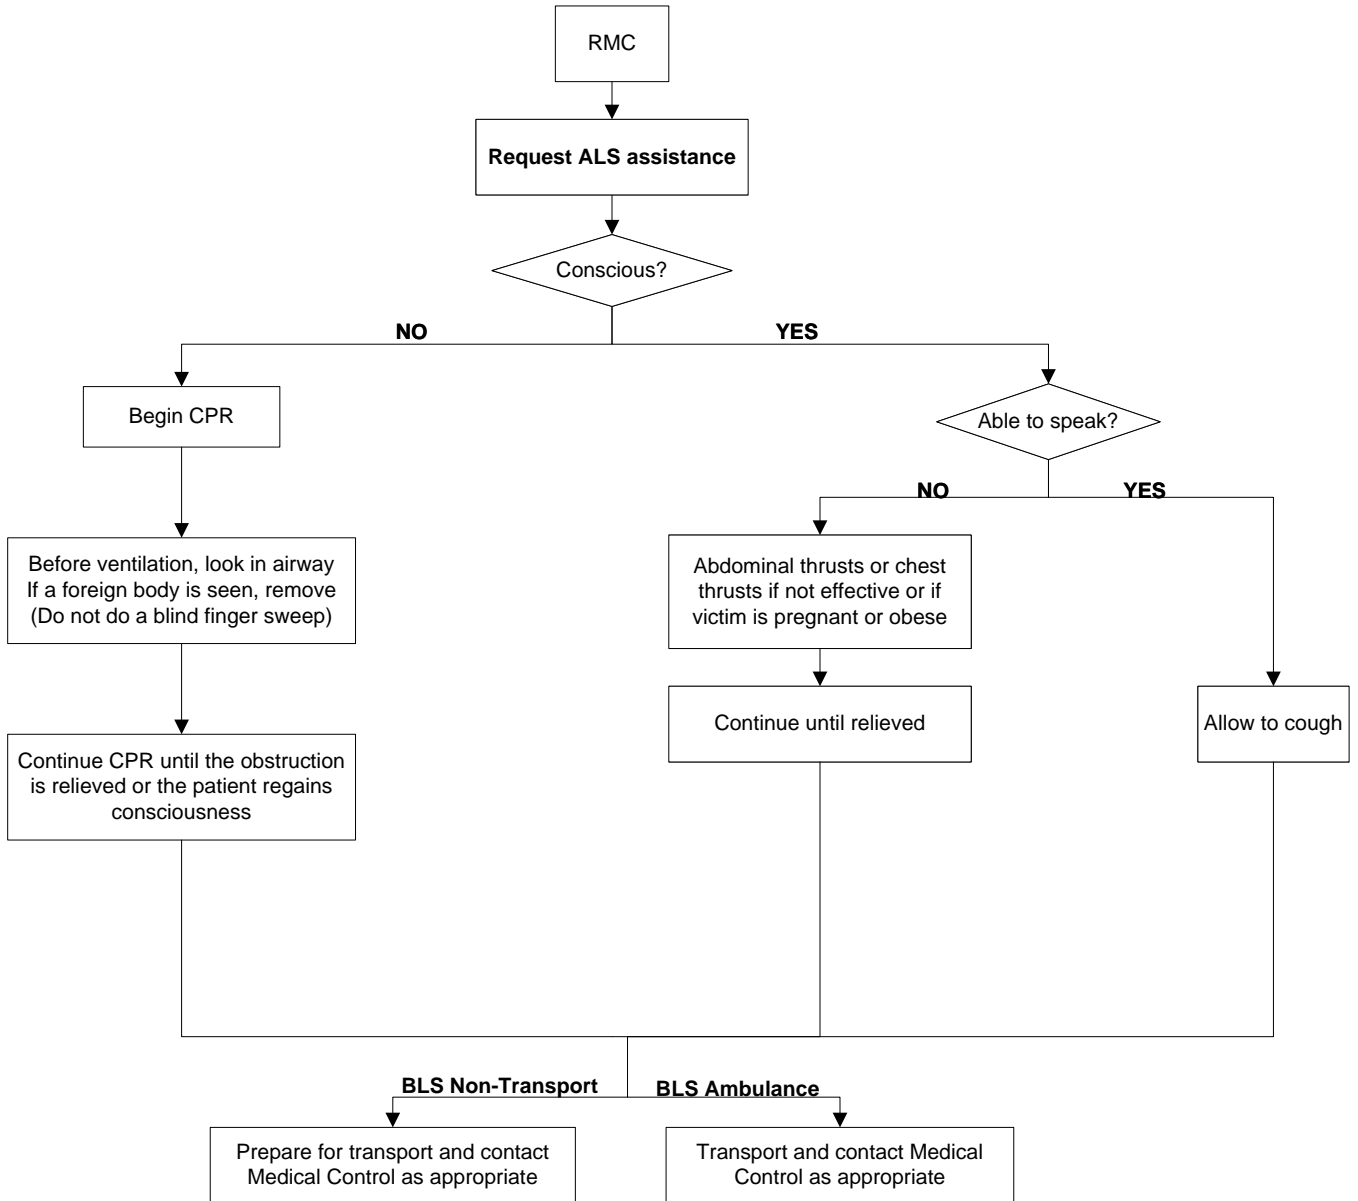 RMC
Request ALS assistance
Conscious?
NO
YES
Begin CPR
Able to speak?
NO
YES
Before ventilation, look in airway
If a foreign body is seen, remove
(Do not do a blind finger sweep)
Abdominal thrusts or chest
thrusts if not effective or if
victim is pregnant or obese
Continue until relieved
Allow to cough
Continue CPR until the obstruction
is relieved or the patient regains
consciousness
BLS Non-Transport
BLS Ambulance
Prepare for transport and contact
Medical Control as appropriate
Transport and contact Medical
Control as appropriate